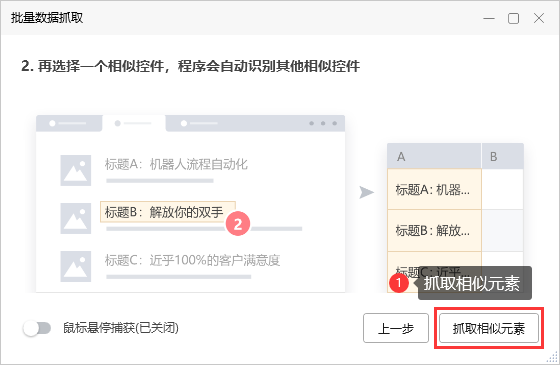 批量数据抓取
2. 再选择一个相似控件，程序会自动识别其他相似控件
标题A：机器人流程自动化
标题B：解放你的双手
2
标题C：近乎100%的客户满意度
A B
标题A: 机器...
标题B: 解放...
标题C: 近乎...
1 抓取相似元素
鼠标悬停捕获(已关闭)
上一步
抓取相似元素